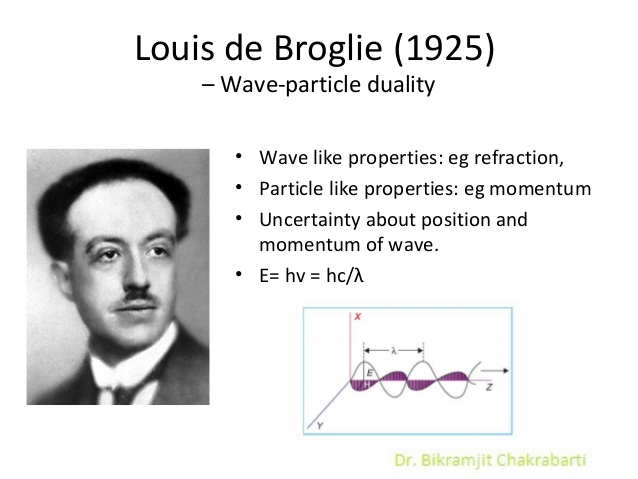 Louis de Broglie (1925)
– Wave-particle duality
• Wave like properties: eg refraction,
• Particle like properties: eg momentum
• Uncertainty about position and
momentum of wave.
• E= hv = hc/λ
X
λ
E
H
Z
Y
Dr. Bikramjit Chakrabarti